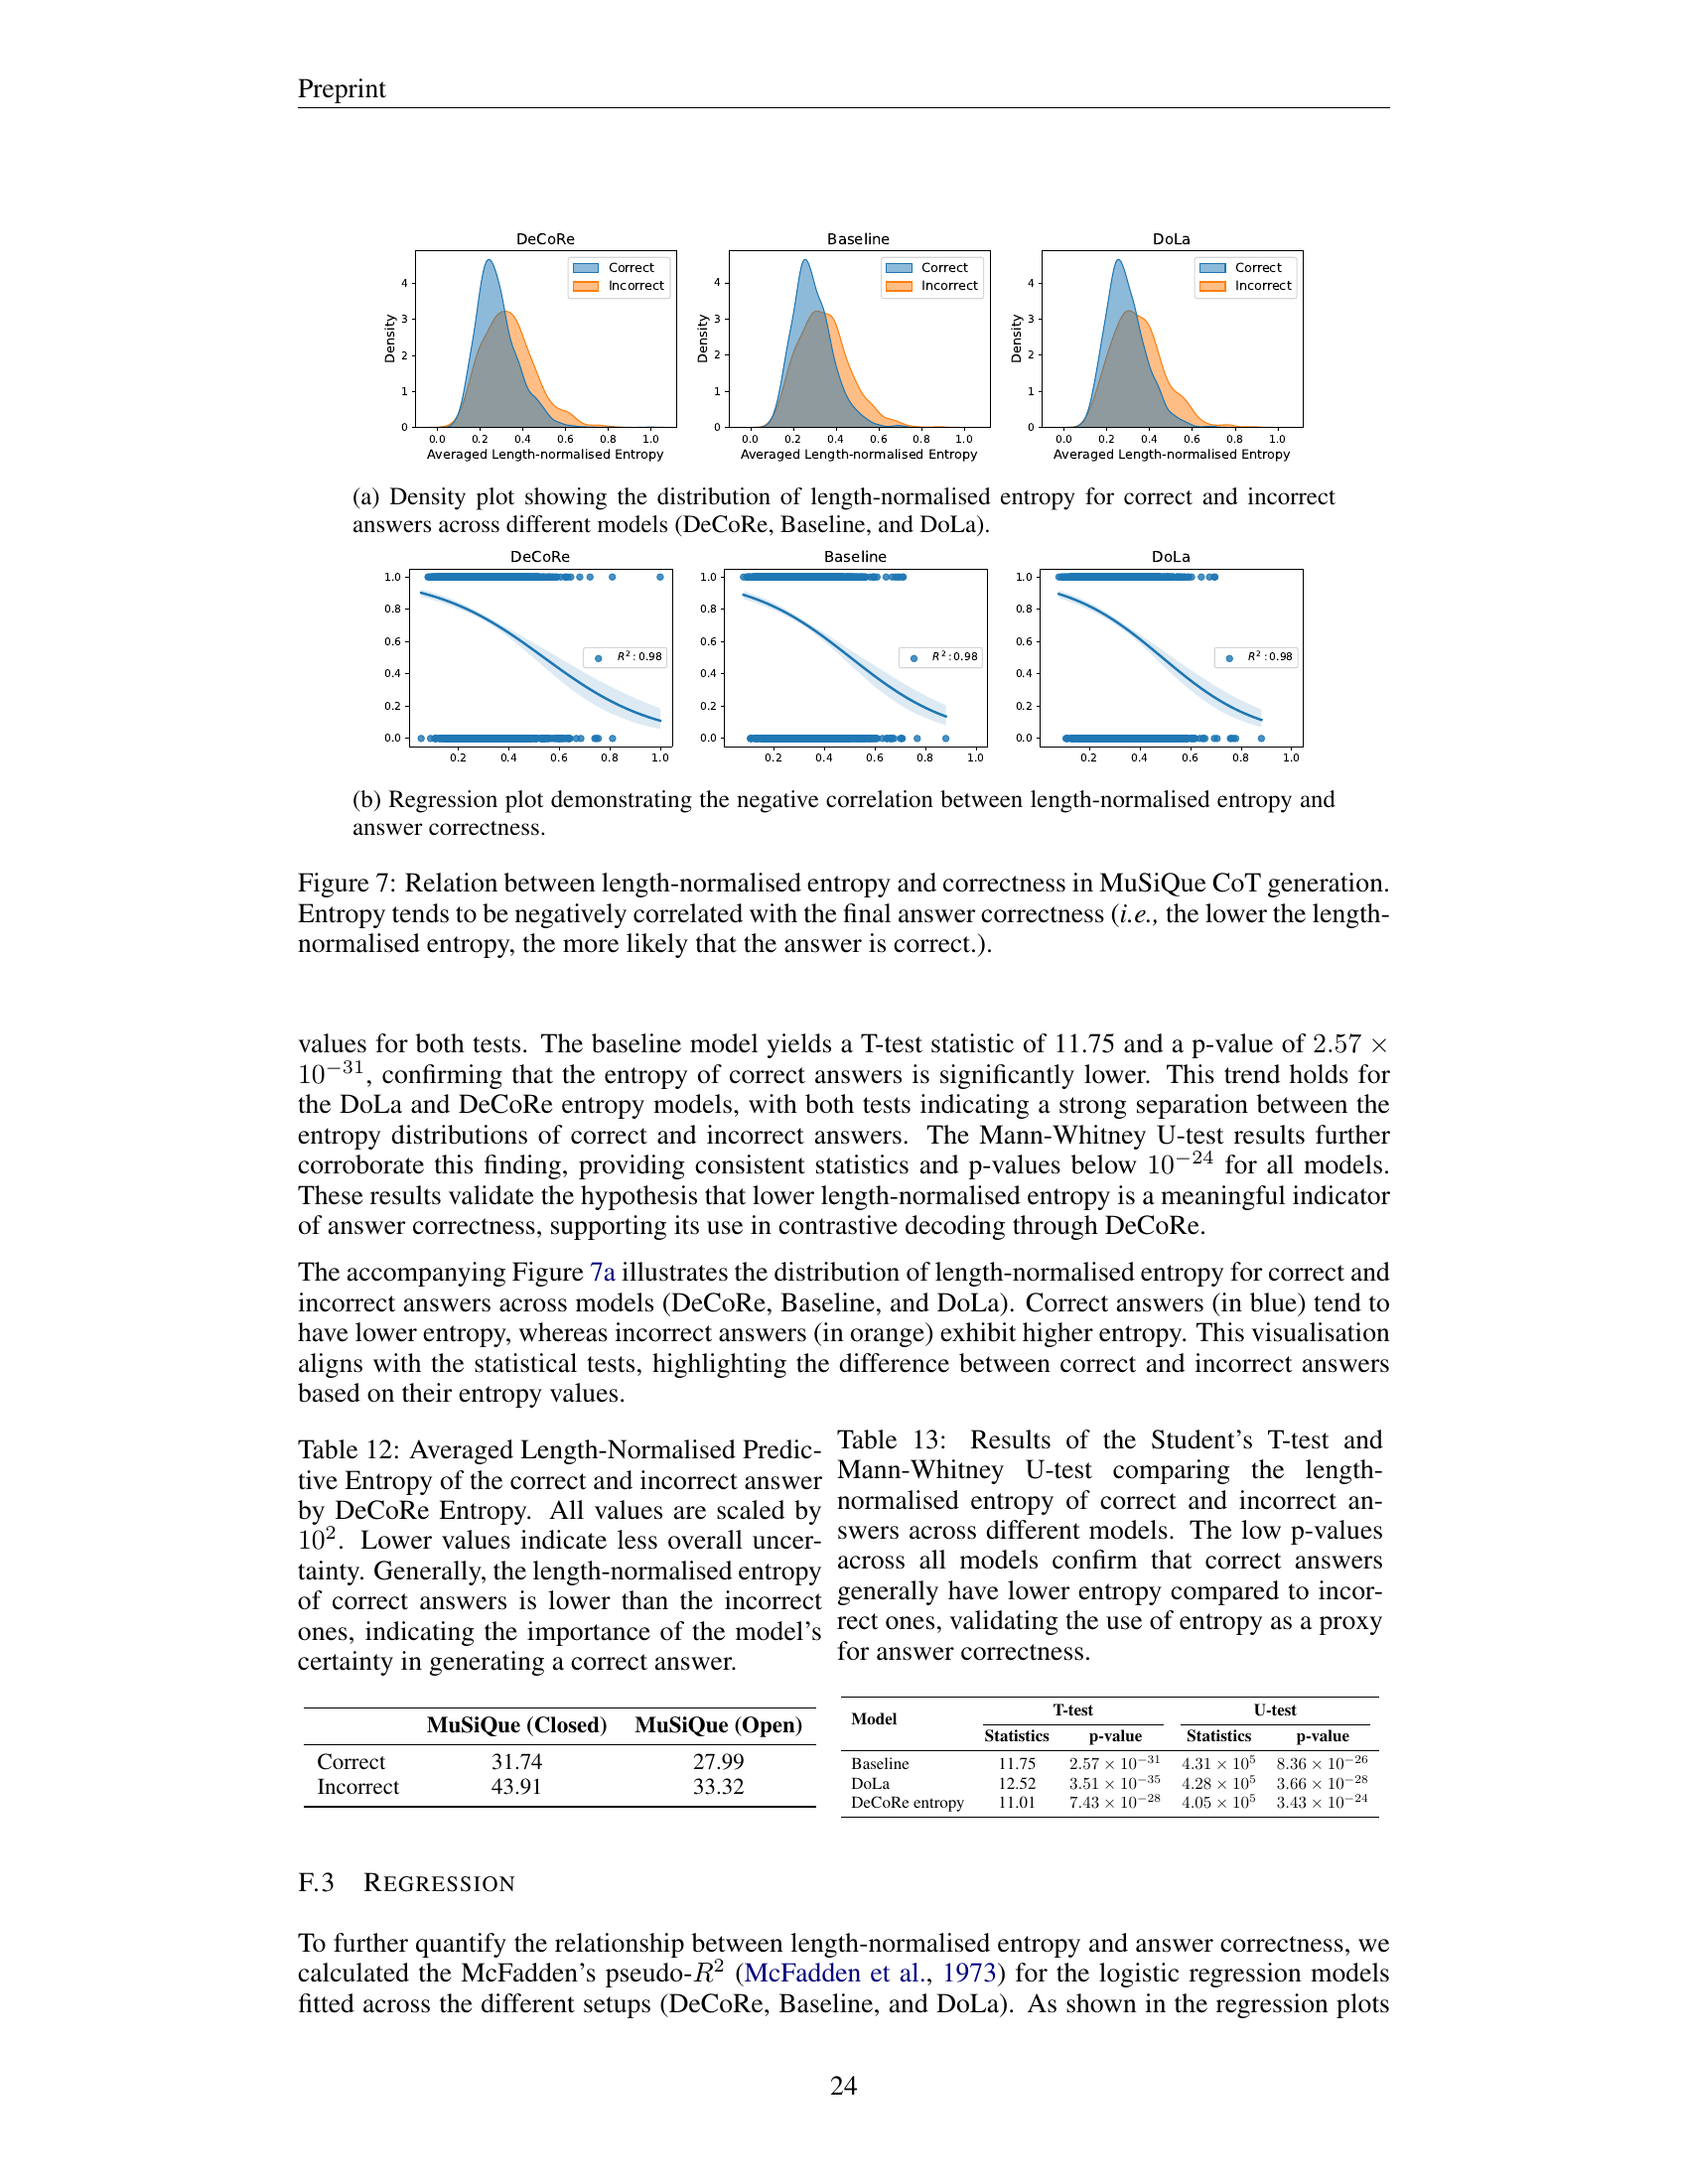 Preprint
DeCoRe
Correct
Incorrect
Density
0 1 2 3 4
0.0 0.2 0.4 0.6 0.8 1.0
Averaged Length-normalised Entropy
Baseline
Correct
Incorrect
Density
0 1 2 3 4
0.0 0.2 0.4 0.6 0.8 1.0
Averaged Length-normalised Entropy
DoLa
Correct
Incorrect
Density
0 1 2 3 4
0.0 0.2 0.4 0.6 0.8 1.0
Averaged Length-normalised Entropy
(a) Density plot showing the distribution of length-normalised entropy for correct and incorrect
answers across different models (DeCoRe, Baseline, and DoLa).
DeCoRe
1.0 0.8 0.6 0.4 0.2 0.0
R² : 0.98
0.2 0.4 0.6 0.8 1.0
Baseline
1.0 0.8 0.6 0.4 0.2 0.0
R² : 0.98
0.2 0.4 0.6 0.8 1.0
DoLa
1.0 0.8 0.6 0.4 0.2 0.0
R² : 0.98
0.2 0.4 0.6 0.8 1.0
(b) Regression plot demonstrating the negative correlation between length-normalised entropy and
answer correctness.
Figure 7: Relation between length-normalised entropy and correctness in MuSiQue CoT generation.
Entropy tends to be negatively correlated with the final answer correctness (i.e., the lower the length-
normalised entropy, the more likely that the answer is correct.).
values for both tests. The baseline model yields a T-test statistic of 11.75 and a p-value of 2.57 ×
10⁻³¹, confirming that the entropy of correct answers is significantly lower. This trend holds for
the DoLa and DeCoRe entropy models, with both tests indicating a strong separation between the
entropy distributions of correct and incorrect answers. The Mann-Whitney U-test results further
corroborate this finding, providing consistent statistics and p-values below 10⁻²⁴ for all models.
These results validate the hypothesis that lower length-normalised entropy is a meaningful indicator
of answer correctness, supporting its use in contrastive decoding through DeCoRe.
The accompanying Figure 7a illustrates the distribution of length-normalised entropy for correct and
incorrect answers across models (DeCoRe, Baseline, and DoLa). Correct answers (in blue) tend to
have lower entropy, whereas incorrect answers (in orange) exhibit higher entropy. This visualisation
aligns with the statistical tests, highlighting the difference between correct and incorrect answers
based on their entropy values.
Table 12: Averaged Length-Normalised Predic-
tive Entropy of the correct and incorrect answer
by DeCoRe Entropy. All values are scaled by
10². Lower values indicate less overall uncer-
tainty. Generally, the length-normalised entropy
of correct answers is lower than the incorrect
ones, indicating the importance of the model's
certainty in generating a correct answer.
MuSiQue (Closed) MuSiQue (Open)
Correct 31.74 27.99
Incorrect 43.91 33.32
Table 13: Results of the Student's T-test and
Mann-Whitney U-test comparing the length-
normalised entropy of correct and incorrect an-
swers across different models. The low p-values
across all models confirm that correct answers
generally have lower entropy compared to incor-
rect ones, validating the use of entropy as a proxy
for answer correctness.
Model T-test U-test
Statistics p-value Statistics p-value
Baseline 11.75 2.57 × 10⁻³¹ 4.31 × 10⁵ 8.36 × 10⁻²⁶
DoLa 12.52 3.51 × 10⁻³⁵ 4.28 × 10⁵ 3.66 × 10⁻²⁸
DeCoRe entropy 11.01 7.43 × 10⁻²⁸ 4.05 × 10⁵ 3.43 × 10⁻²⁴
F.3 REGRESSION
To further quantify the relationship between length-normalised entropy and answer correctness, we
calculated the McFadden's pseudo-R² (McFadden et al., 1973) for the logistic regression models
fitted across the different setups (DeCoRe, Baseline, and DoLa). As shown in the regression plots
24